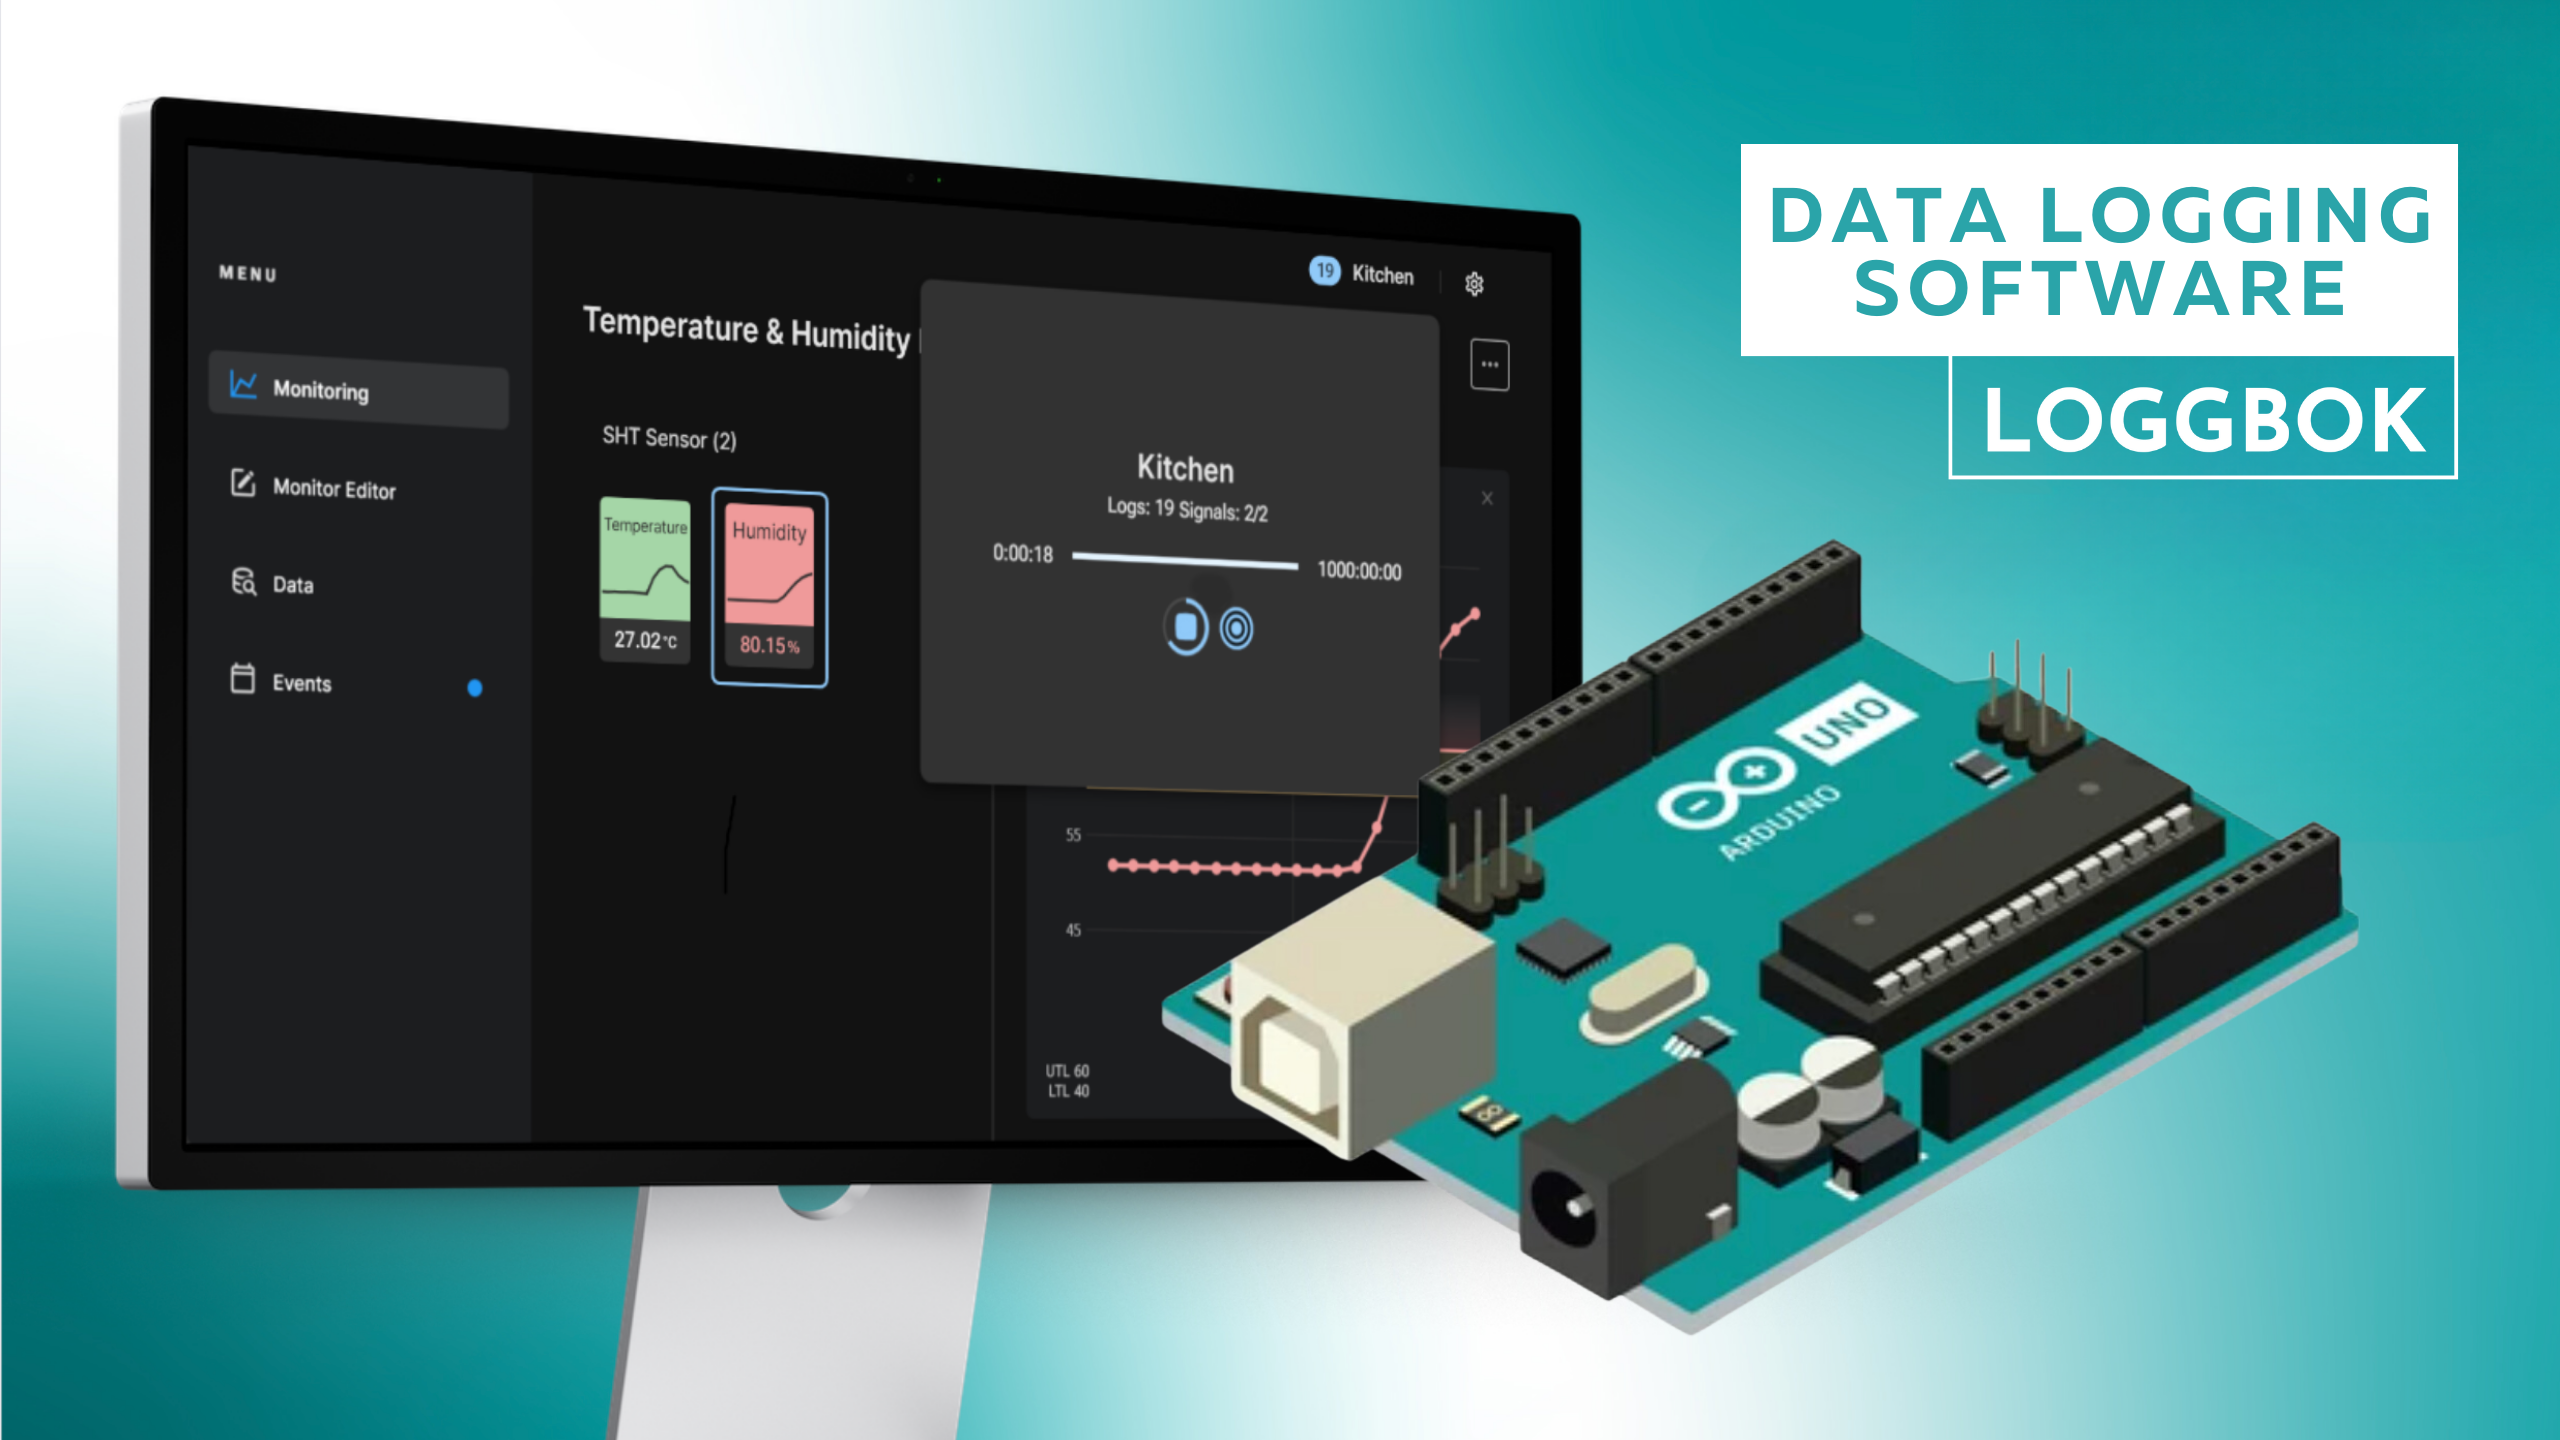 DATA LOGGING
SOFTWARE
LOGGBOK
MENU
Monitoring
Monitor Editor
Data
Events
19 Kitchen
Temperature & Humidity
SHT Sensor (2)
Temperature
27.02°C
Humidity
80.15%
Kitchen
Logs: 19 Signals: 2/2
0:00:18
1000:00:00
55
45
UTL 60
LTL 40
UNO
ARDUINO